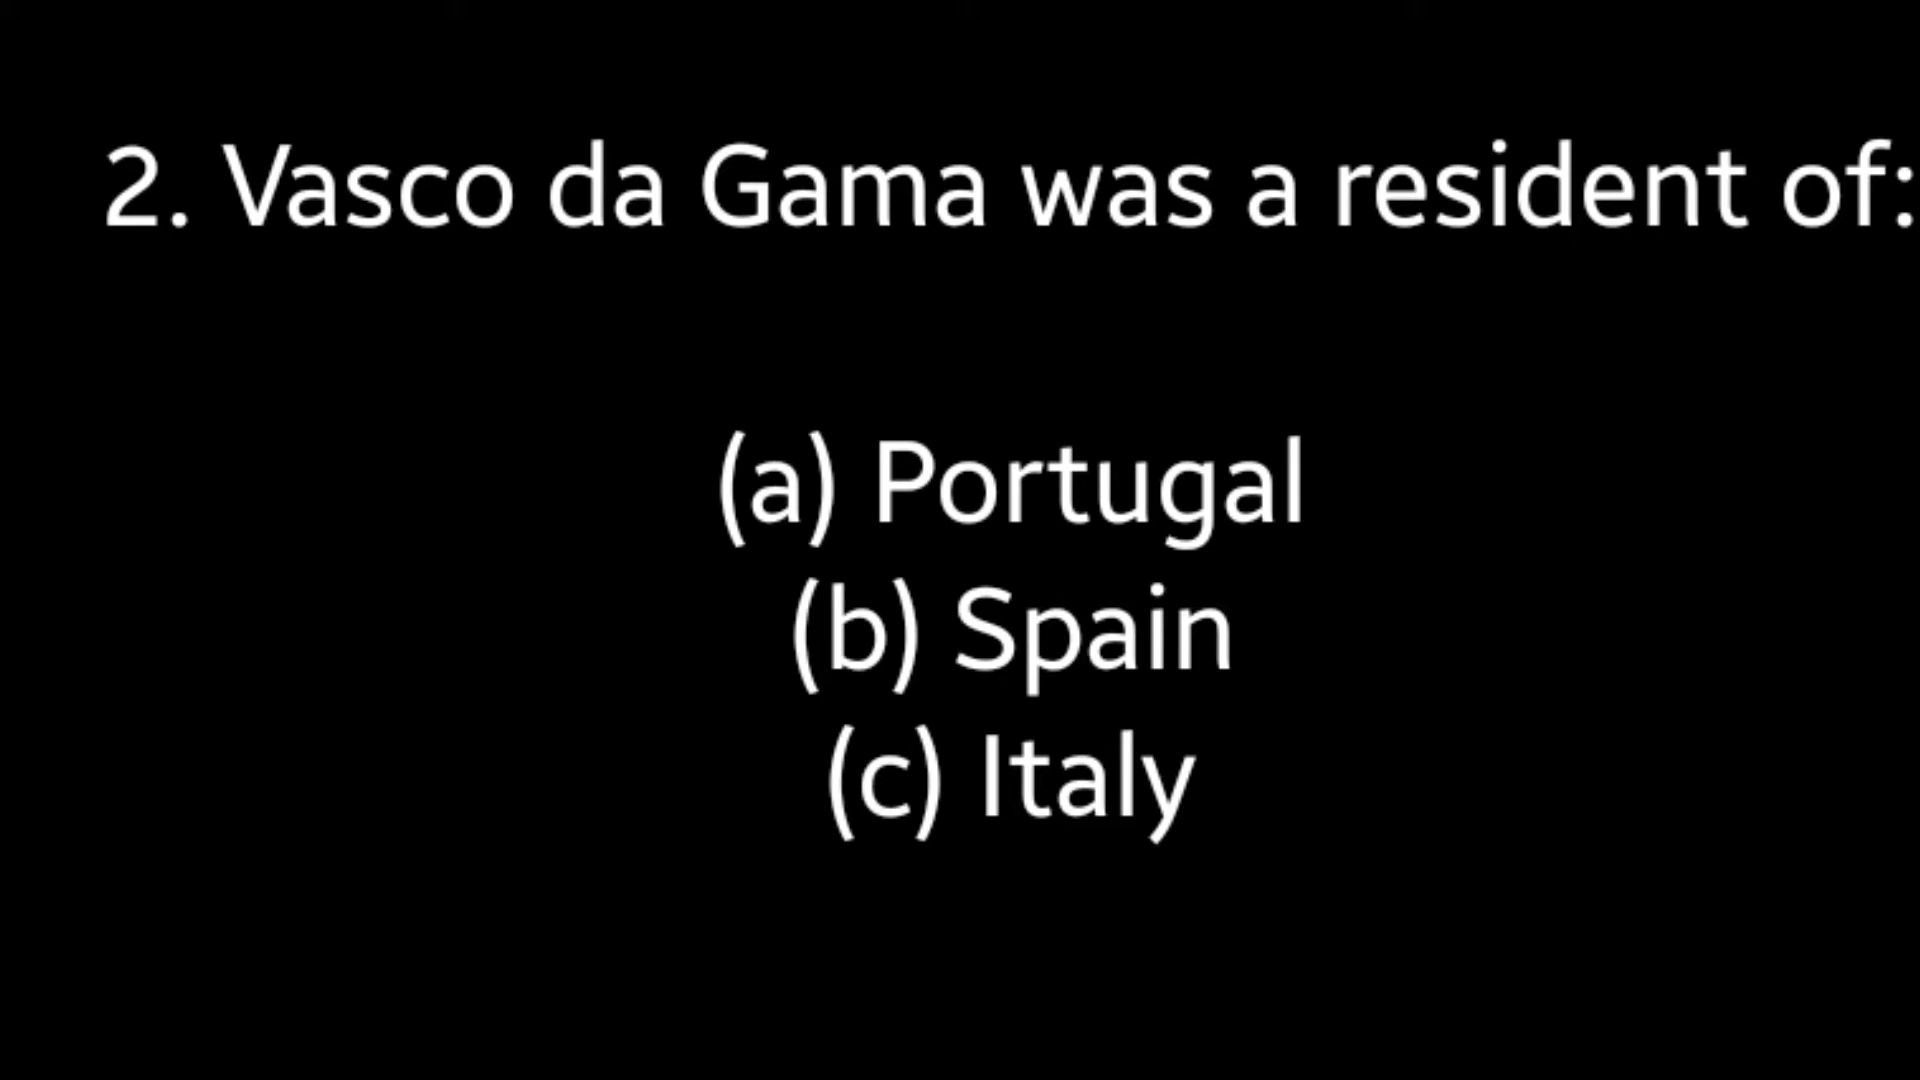 2. Vasco da Gama was a resident of:
(a) Portugal
(b) Spain
(c) Italy